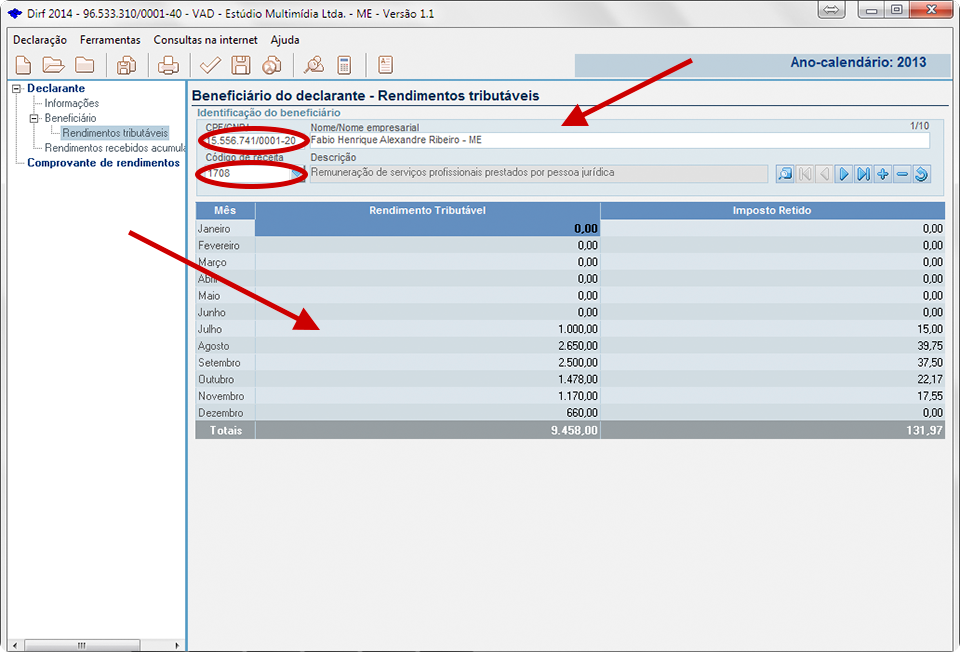 Dirf 2014 - 96.533.310/0001-40 - VAD - Estúdio Multimídia Ltda. - ME - Versão 1.1
Declaração Ferramentas Consultas na internet Ajuda
Ano-calendário: 2013
Declarante
Informações
Beneficiário
Rendimentos tributáveis
Rendimentos recebidos acumula
Comprovante de rendimentos
Beneficiário do declarante - Rendimentos tributáveis
Identificação do beneficiário
CPF/CNPJ Nome/Nome empresarial 1/10
5.556.741/0001-20 Fabio Henrique Alexandre Ribeiro - ME
Código de receita Descrição
1708 Remuneração de serviços profissionais prestados por pessoa jurídica
Mês Rendimento Tributável Imposto Retido
Janeiro 0,00 0,00
Fevereiro 0,00 0,00
Março 0,00 0,00
Abril 0,00 0,00
Maio 0,00 0,00
Junho 0,00 0,00
Julho 1.000,00 15,00
Agosto 2.650,00 39,75
Setembro 2.500,00 37,50
Outubro 1.478,00 22,17
Novembro 1.170,00 17,55
Dezembro 660,00 0,00
Totais 9.458,00 131,97